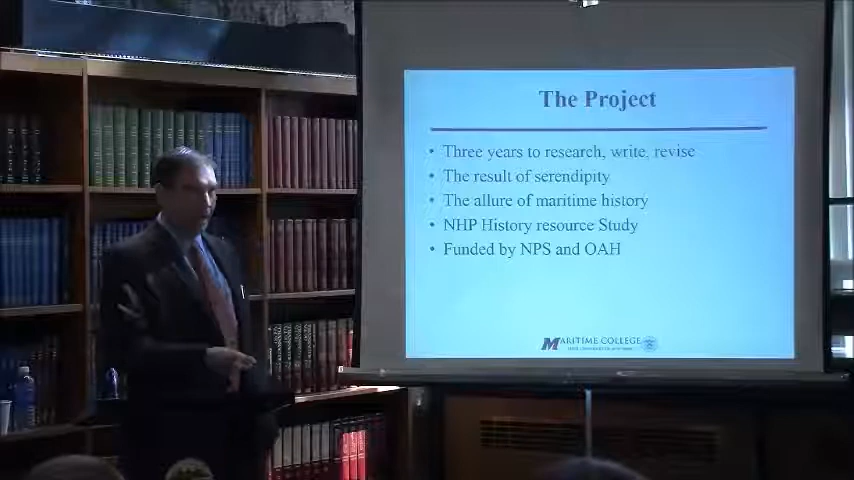 The Project
• Three years to research, write, revise
• The result of serendipity
• The allure of maritime history
• NHP History resource Study
• Funded by NPS and OAH
MARITIME COLLEGE